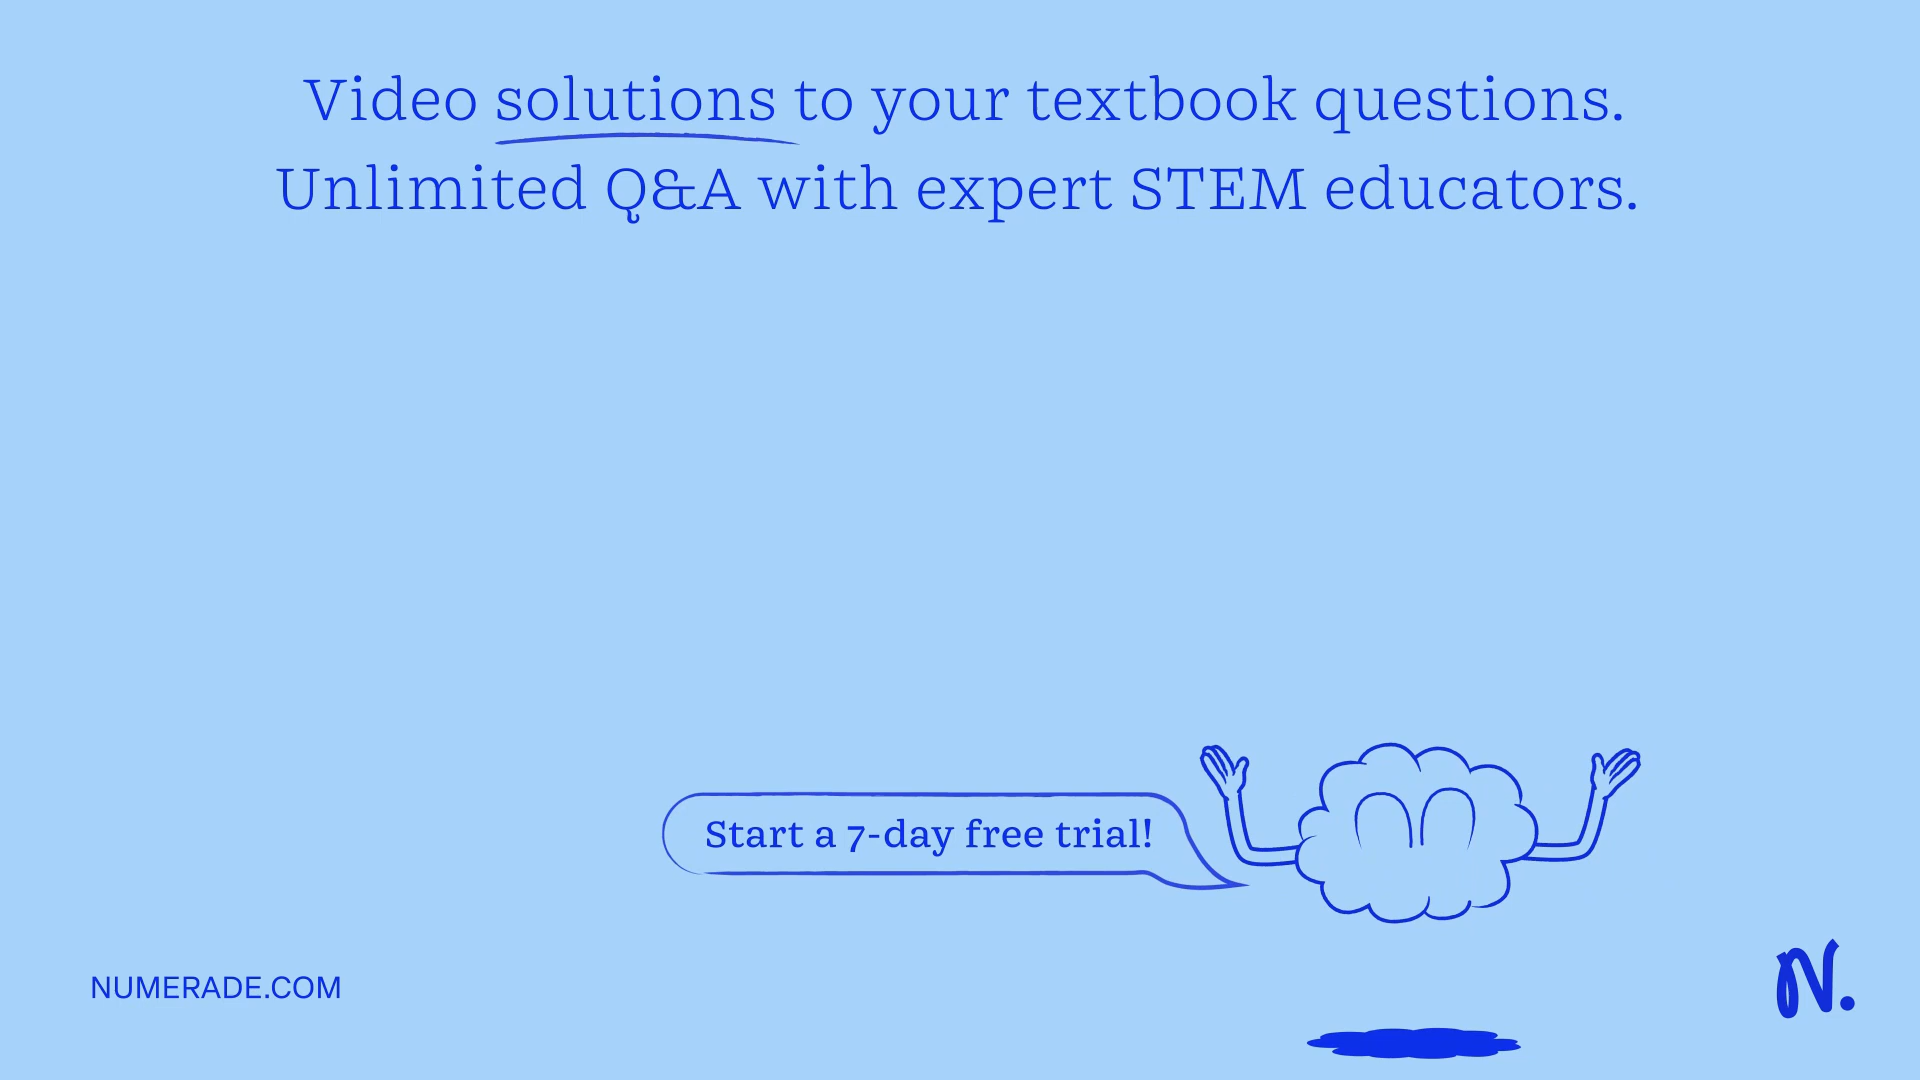 Video solutions to your textbook questions.
Unlimited Q&A with expert STEM educators.
Start a 7-day free trial!
NUMERADE.COM
N.